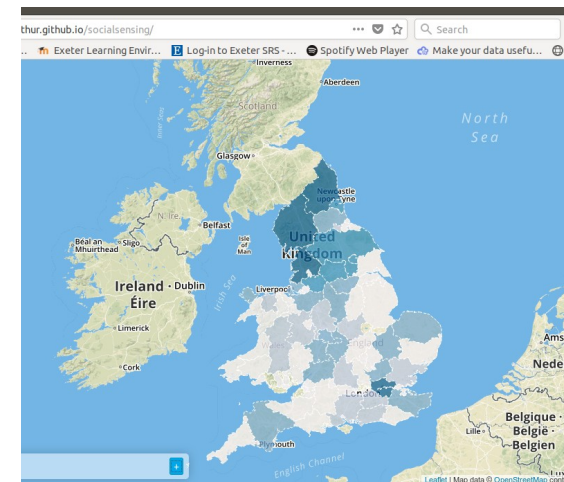 thur.github.io/socialsensing/
Search
Exeter Learning Envir...
Log-in to Exeter SRS - ...
Spotify Web Player
Make your data usefu...
Inverness
Aberdeen
Scotland
North
Sea
Glasgow
Newcastle
upon Tyne
N. Ire.
Belfast
United
Kingdom
Isle
of
Man
Béal an
Mhuirthead
Sligo
Irish Sea
Ireland
Éire
Dublin
Liverpool
Limerick
Cork
England
Ams
Nede
London
Belgique ·
België ·
Belgien
Lille
Plymouth
English Channel
Leaflet | Map data © OpenStreetMap cont